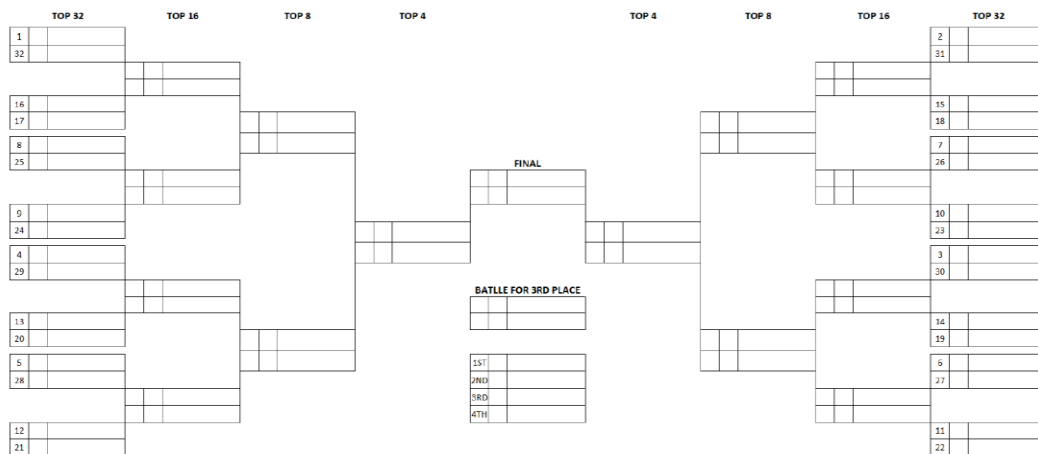 TOP 32 TOP 16 TOP 8 TOP 4 TOP 4 TOP 8 TOP 16 TOP 32
1 2
32 31
16 15
17 18
8 7
25 26
FINAL
9 10
24 23
4 3
29 30
BATLLE FOR 3RD PLACE
13 14
20 19
5 1ST 6
28 2ND 27
3RD
4TH
12 11
21 22